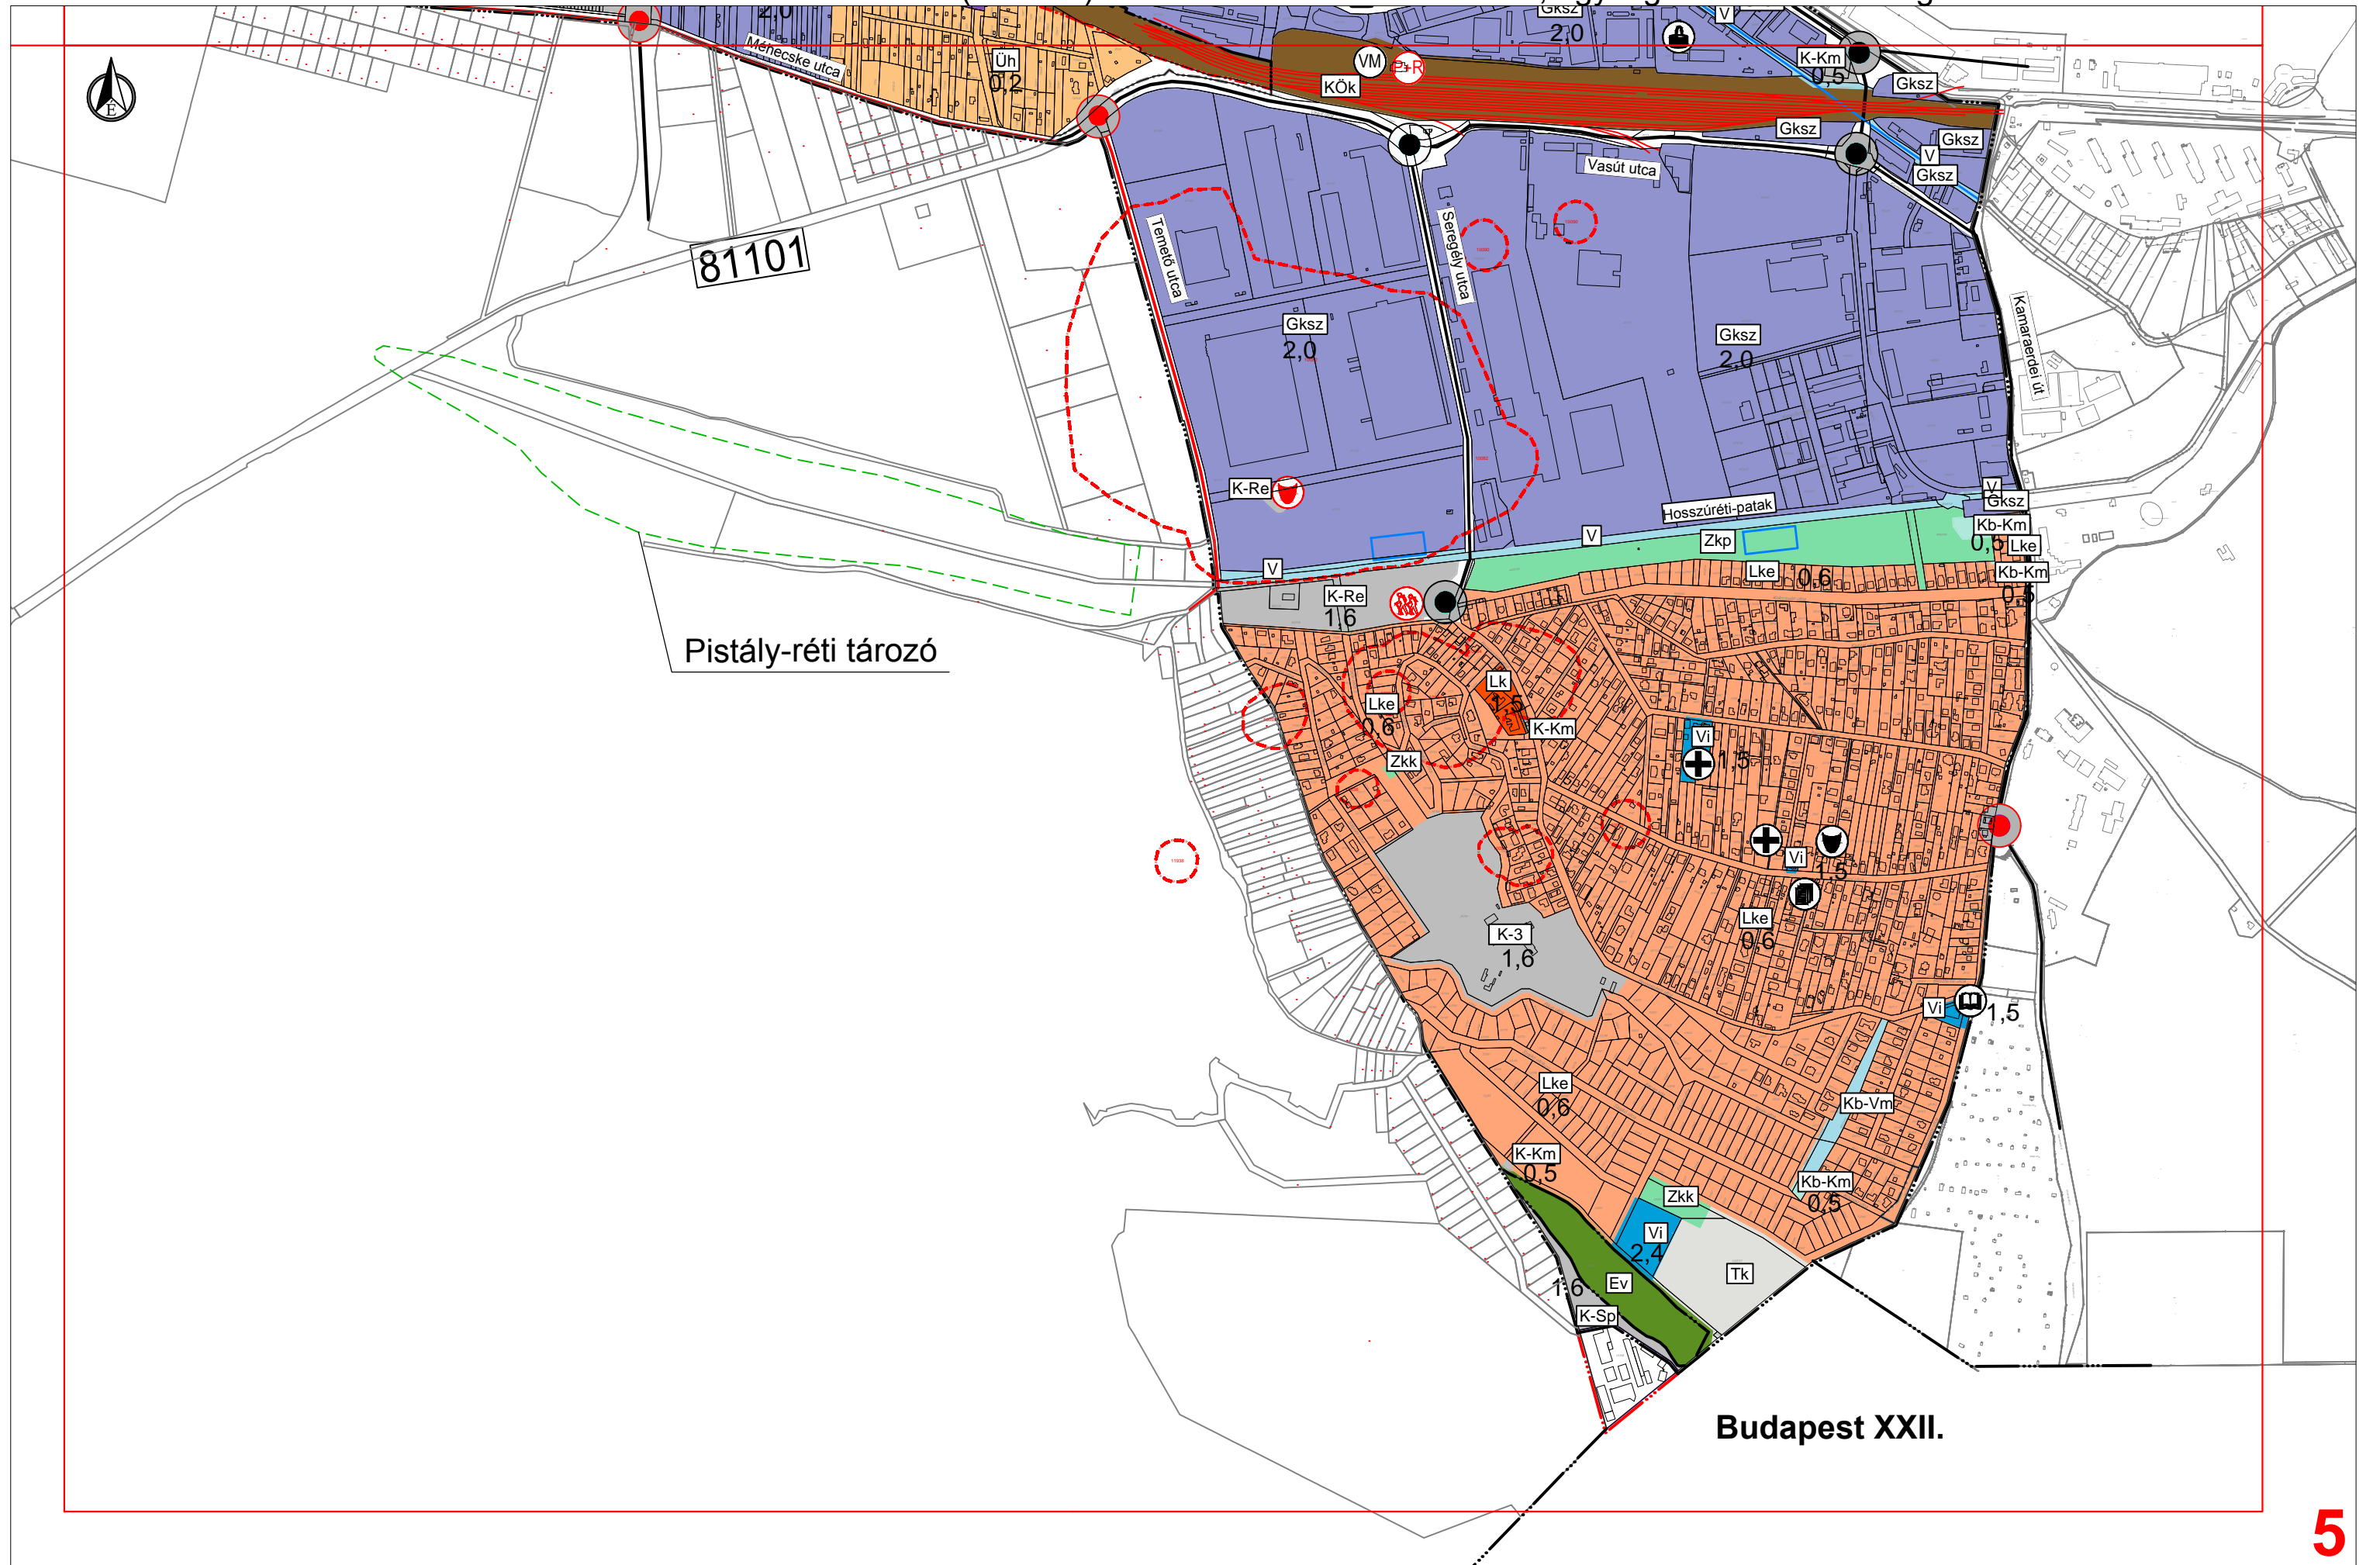 2,0
Gksz
2,0
V
Méhecske utca
Üh
0,2
VM
P+R
KÖk
K-Km
0,5
Gksz
Gksz
Gksz
V
Gksz
Vasút utca
É
81101
Temető utca
Seregély utca
Kamaraerdei út
Gksz
2,0
Gksz
2,0
K-Re
Hosszúréti-patak
V
Gksz
V
Zkp
Kb-Km
0,5
Lke
V
Lke
0,6
Kb-Km
0,5
K-Re
1,6
Pistály-réti tározó
Lk
1,5
Lke
0,6
K-Km
Zkk
Vi
1,5
Vi
1,5
Lke
0,6
K-3
1,6
Vi
1,5
Lke
0,6
Kb-Vm
K-Km
0,5
Kb-Km
0,5
Zkk
Vi
2,4
Tk
Ev
1,6
K-Sp
Budapest XXII.
5